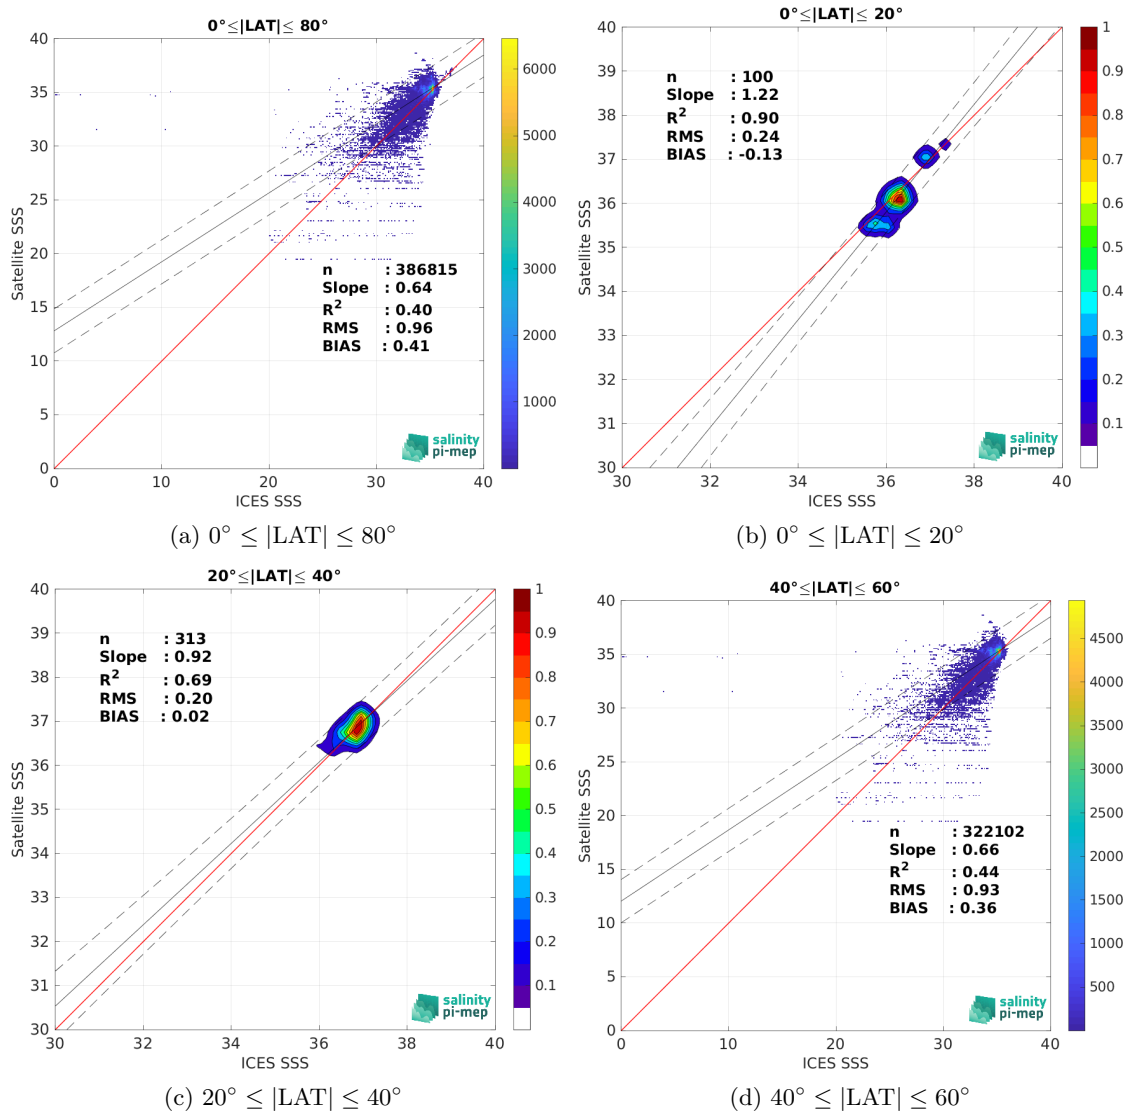 0°≤|LAT|≤ 80°
40
35
30
25
20
15
10
5
0
Satellite SSS
0
10
20
30
40
ICES SSS
6000
5000
4000
3000
2000
1000
n : 386815
Slope : 0.64
R² : 0.40
RMS : 0.96
BIAS : 0.41
salinity
pi-mep
(a) 0° ≤ |LAT| ≤ 80°
0°≤|LAT|≤ 20°
40
39
38
37
36
35
34
33
32
31
30
Satellite SSS
30
32
34
36
38
40
ICES SSS
1
0.9
0.8
0.7
0.6
0.5
0.4
0.3
0.2
0.1
n : 100
Slope : 1.22
R² : 0.90
RMS : 0.24
BIAS : -0.13
salinity
pi-mep
(b) 0° ≤ |LAT| ≤ 20°
20°≤|LAT|≤ 40°
40
39
38
37
36
35
34
33
32
31
30
Satellite SSS
30
32
34
36
38
40
ICES SSS
1
0.9
0.8
0.7
0.6
0.5
0.4
0.3
0.2
0.1
n : 313
Slope : 0.92
R² : 0.69
RMS : 0.20
BIAS : 0.02
salinity
pi-mep
(c) 20° ≤ |LAT| ≤ 40°
40°≤|LAT|≤ 60°
40
35
30
25
20
15
10
5
0
Satellite SSS
0
10
20
30
40
ICES SSS
4500
4000
3500
3000
2500
2000
1500
1000
500
n : 322102
Slope : 0.66
R² : 0.44
RMS : 0.93
BIAS : 0.36
salinity
pi-mep
(d) 40° ≤ |LAT| ≤ 60°